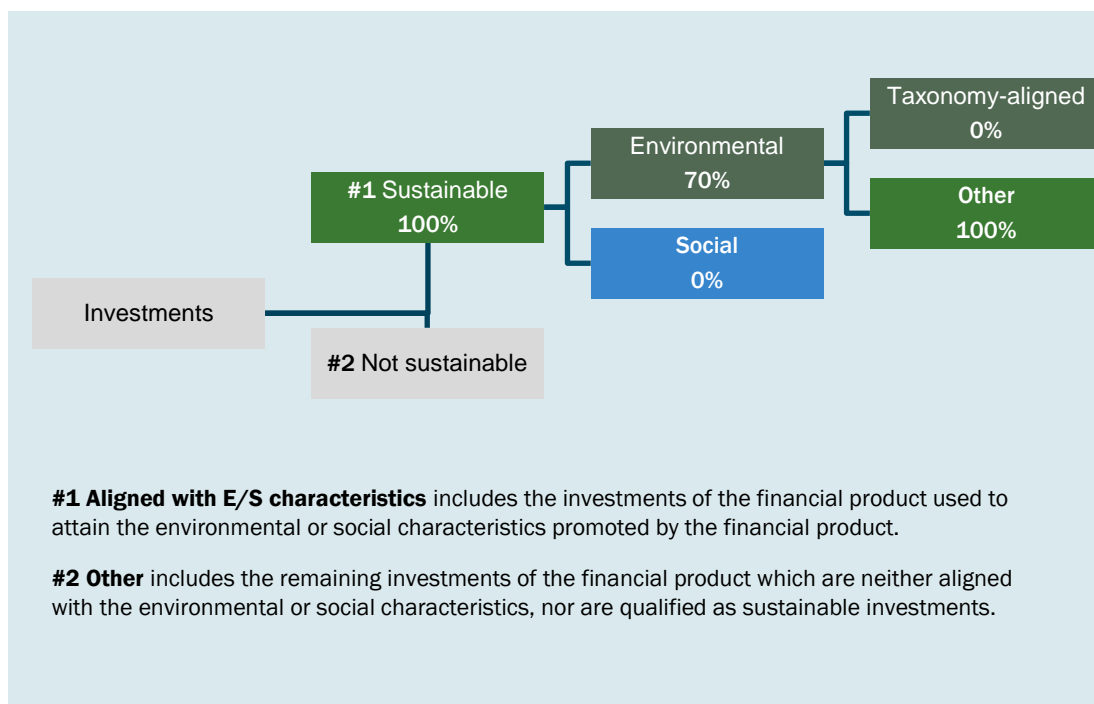 Taxonomy-aligned
0%
Environmental
70%
#1 Sustainable
100%
Other
100%
Social
0%
Investments
#2 Not sustainable
#1 Aligned with E/S characteristics includes the investments of the financial product used to
attain the environmental or social characteristics promoted by the financial product.
#2 Other includes the remaining investments of the financial product which are neither aligned
with the environmental or social characteristics, nor are qualified as sustainable investments.